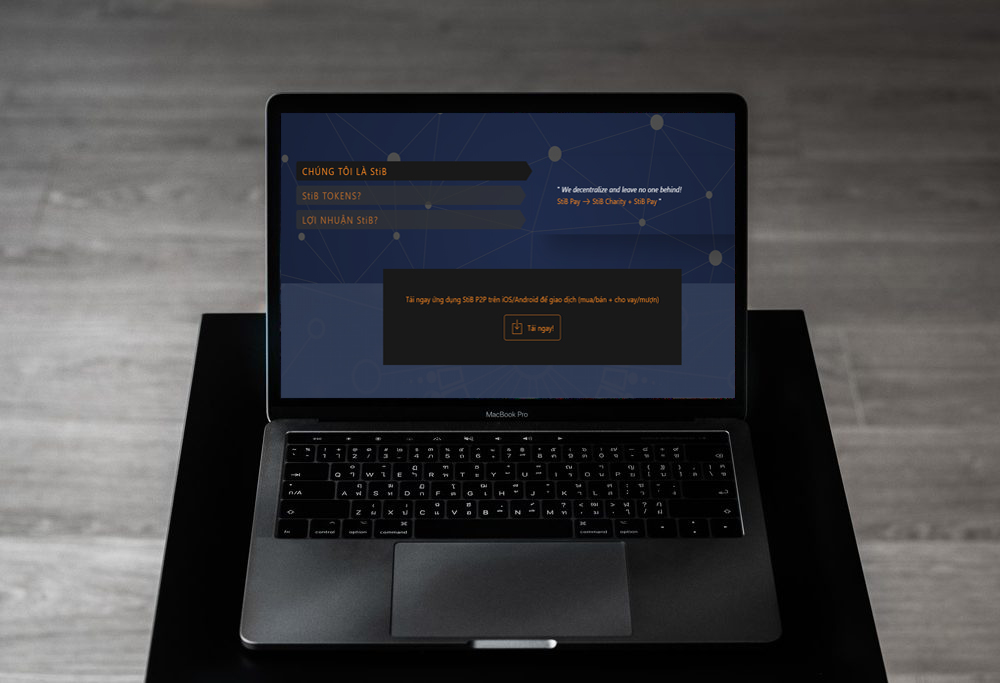 CHÚNG TÔI LÀ StiB
StiB TOKENS?
LỢI NHUẬN StiB?
" We decentralize and leave no one behind!
StiB Pay -> StiB Charity + StiB Pay "
Tải ngay ứng dụng StiB P2P trên iOS/Android để giao dịch (mua/bán + cho vay/mượn)
Tải ngay!
MacBook Pro
Q W E R T Y U I O P
A S D F G H J K L
Z X C V B N M
fn control option command command option